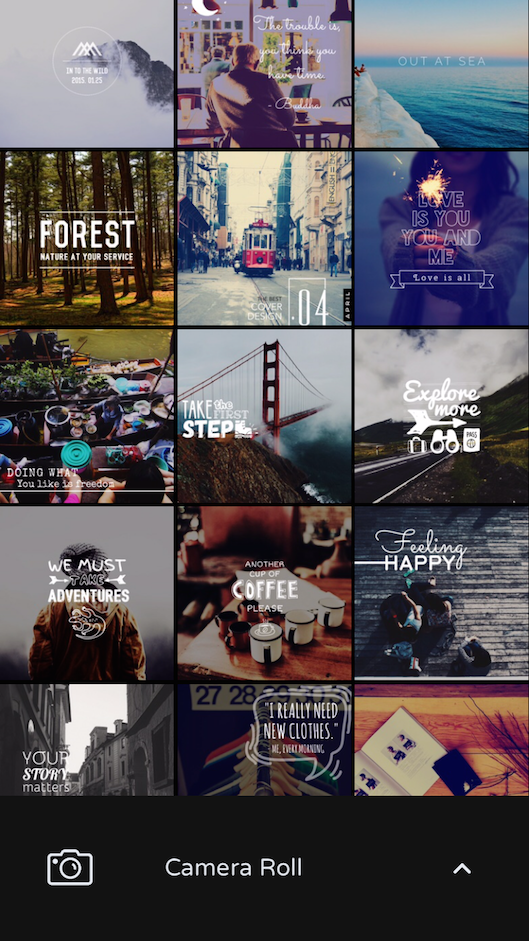 IN TO THE WILD
2015.01.25
The trouble is,
you think you
have time.
- Buddha
OUT AT SEA
FOREST
NATURE AT YOUR SERVICE
THE BEST
COVER
DESIGN
.04
APRIL
LOVE
IS YOU
YOU AND
ME
Love is all
DOING WHAT
You like is freedom
TAKE the FIRST
STEP
Explore
more
PASS
WE MUST
TAKE
ADVENTURES
ANOTHER
CUP OF
COFFEE
PLEASE
Feeling
HAPPY
YOUR
STORY
matters
27 28
"I REALLY NEED
NEW CLOTHES."
ME, EVERY MORNING
Camera Roll